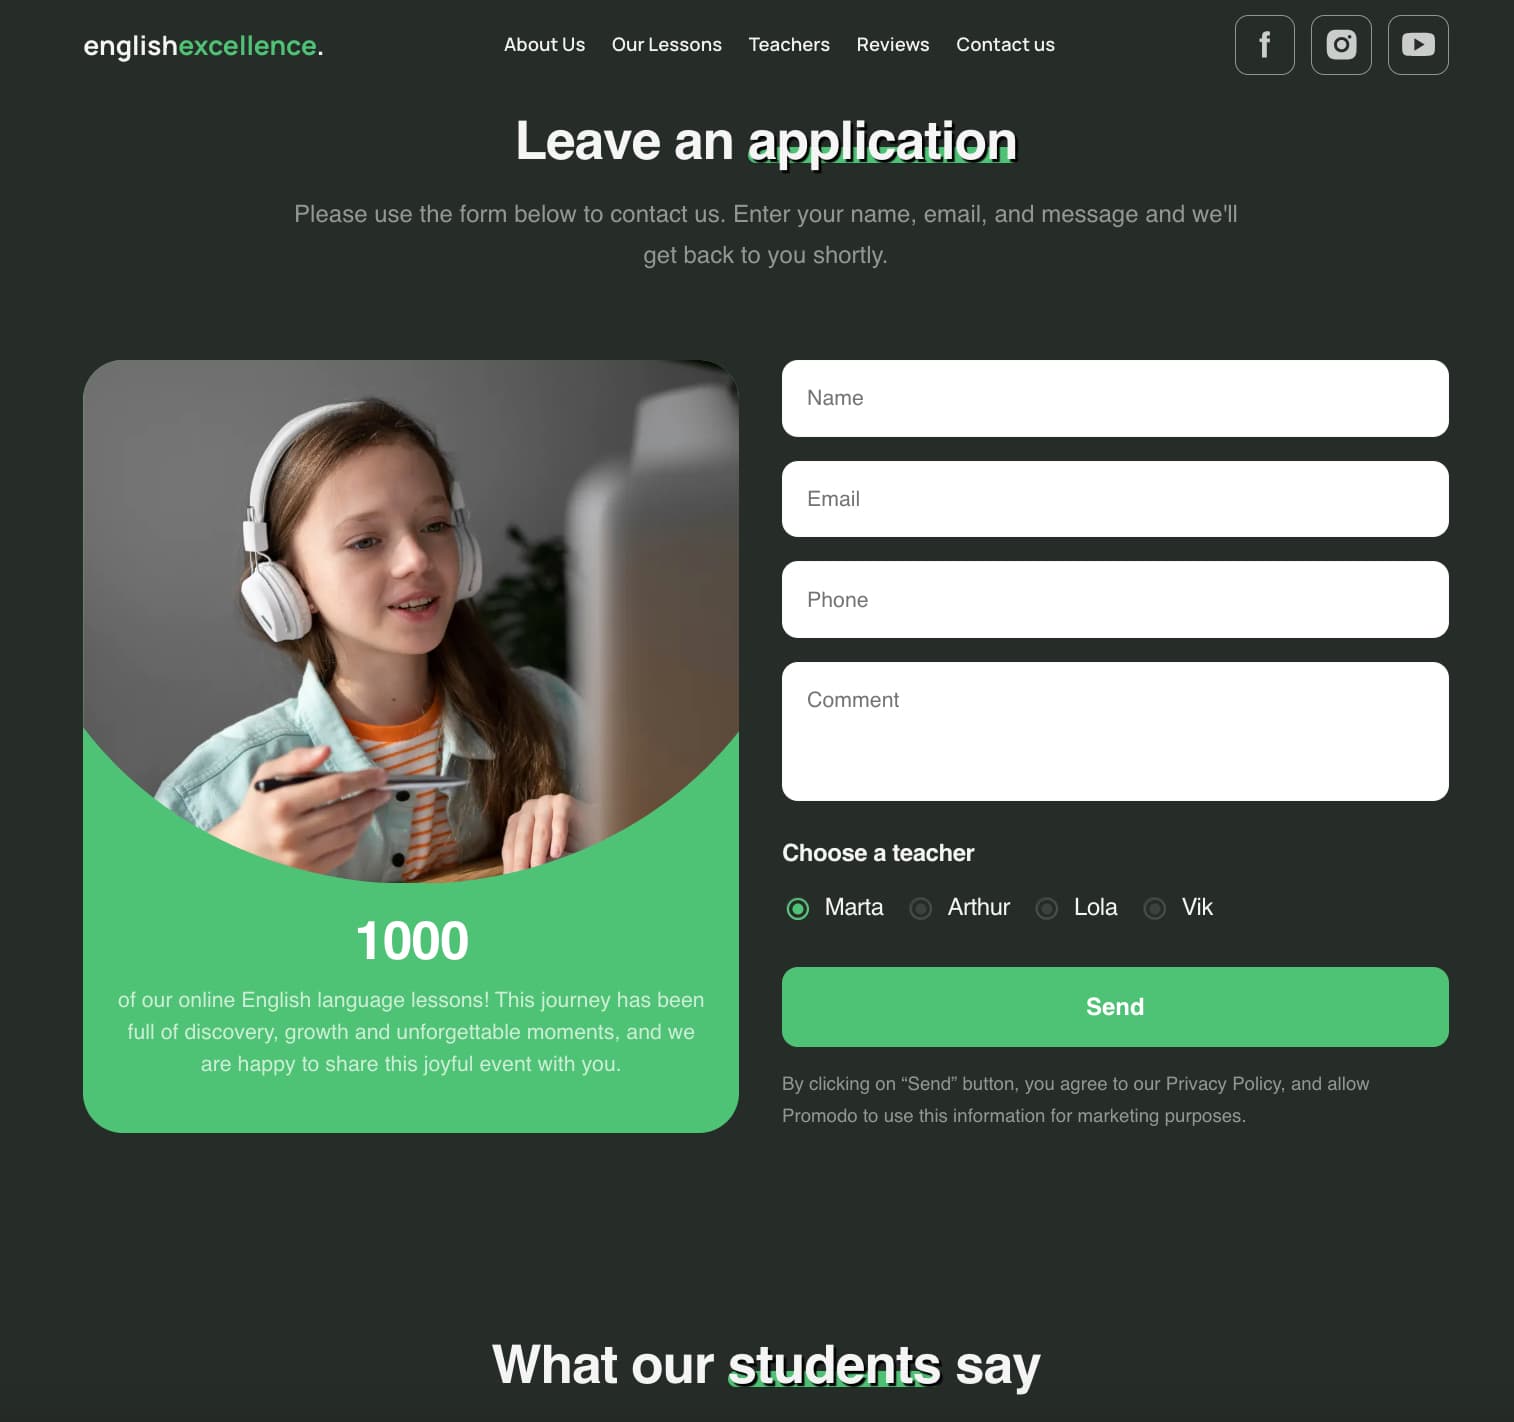 englishexcellence.
About Us
Our Lessons
Teachers
Reviews
Contact us
Leave an application
Please use the form below to contact us. Enter your name, email, and message and we'll
get back to you shortly.
Name
Email
Phone
Comment
Choose a teacher
Marta
Arthur
Lola
Vik
Send
By clicking on “Send” button, you agree to our Privacy Policy, and allow
Promodo to use this information for marketing purposes.
1000
of our online English language lessons! This journey has been
full of discovery, growth and unforgettable moments, and we
are happy to share this joyful event with you.
What our students say